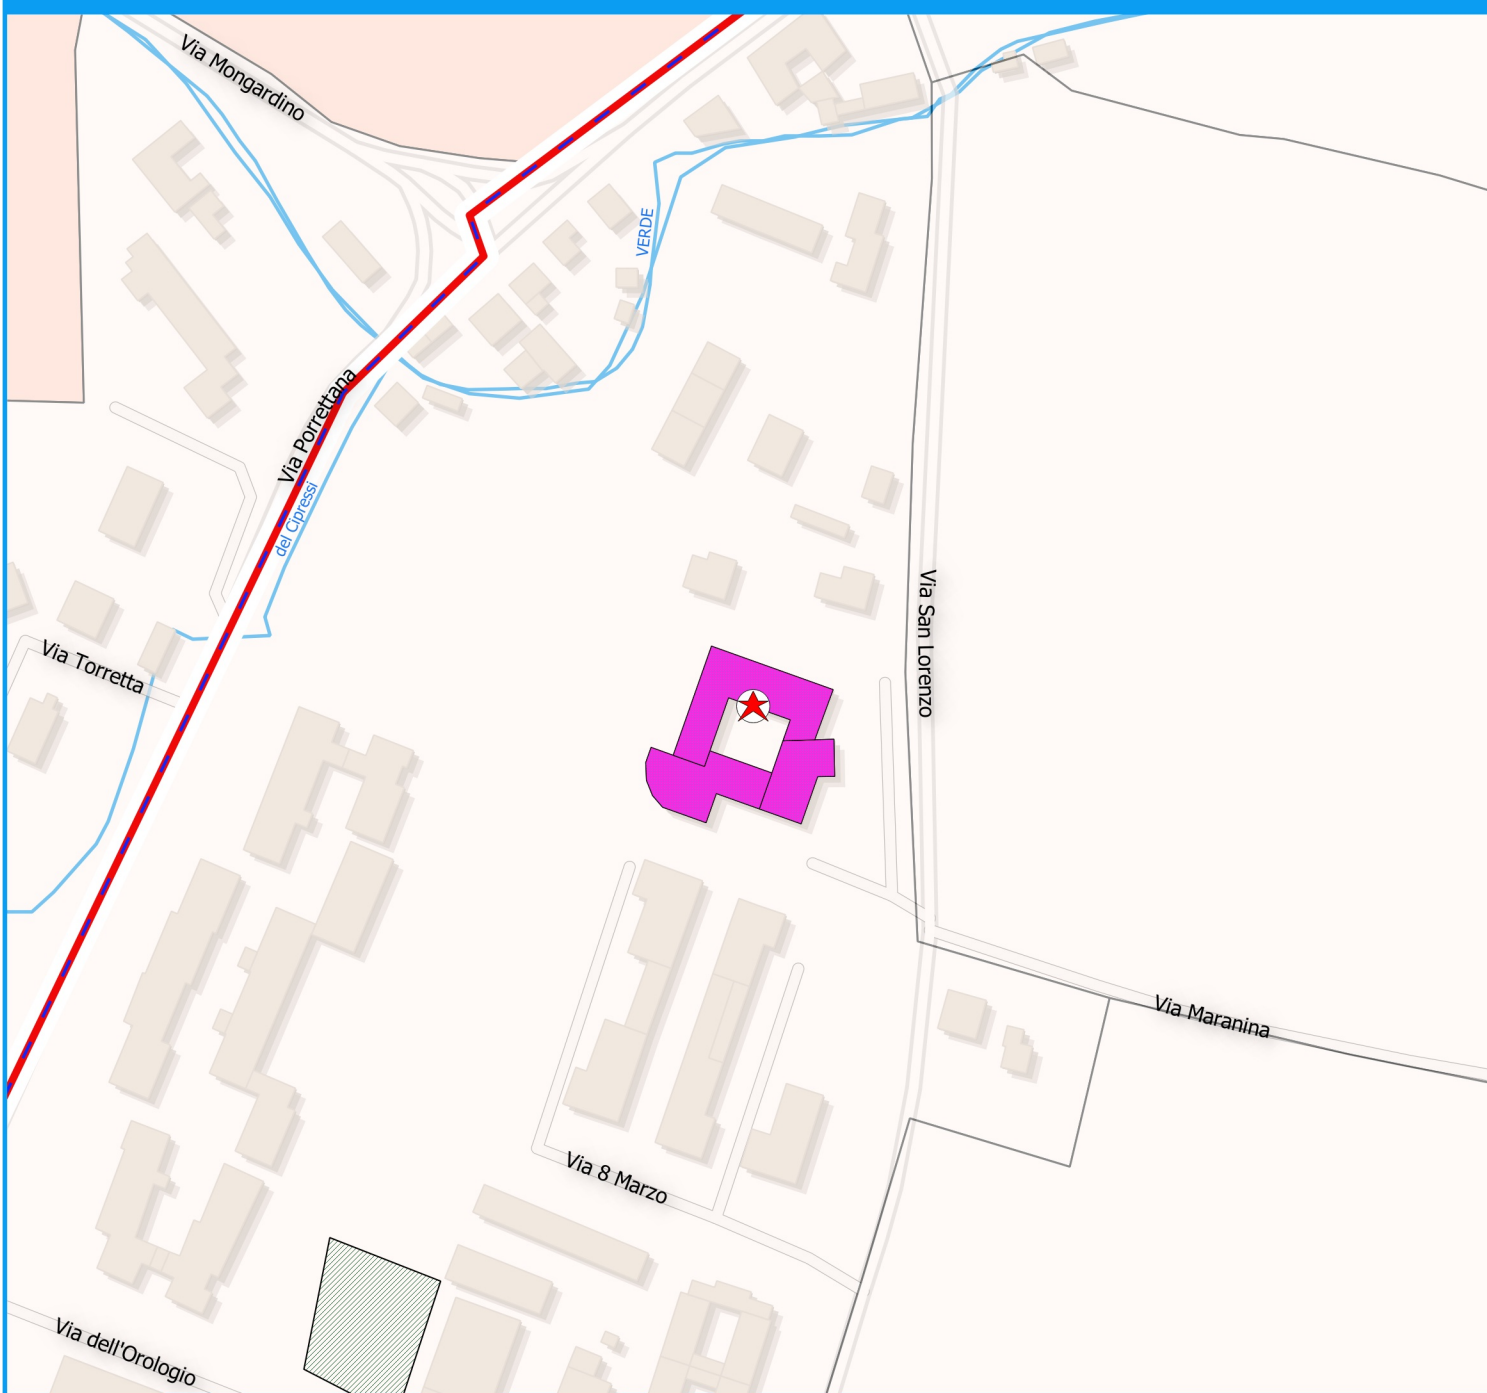 Via Mongardino
VERDE
Via Porrettana
del Cipressi
Via San Lorenzo
Via Torretta
Via Maranina
Via 8 Marzo
Via dell'Orologio